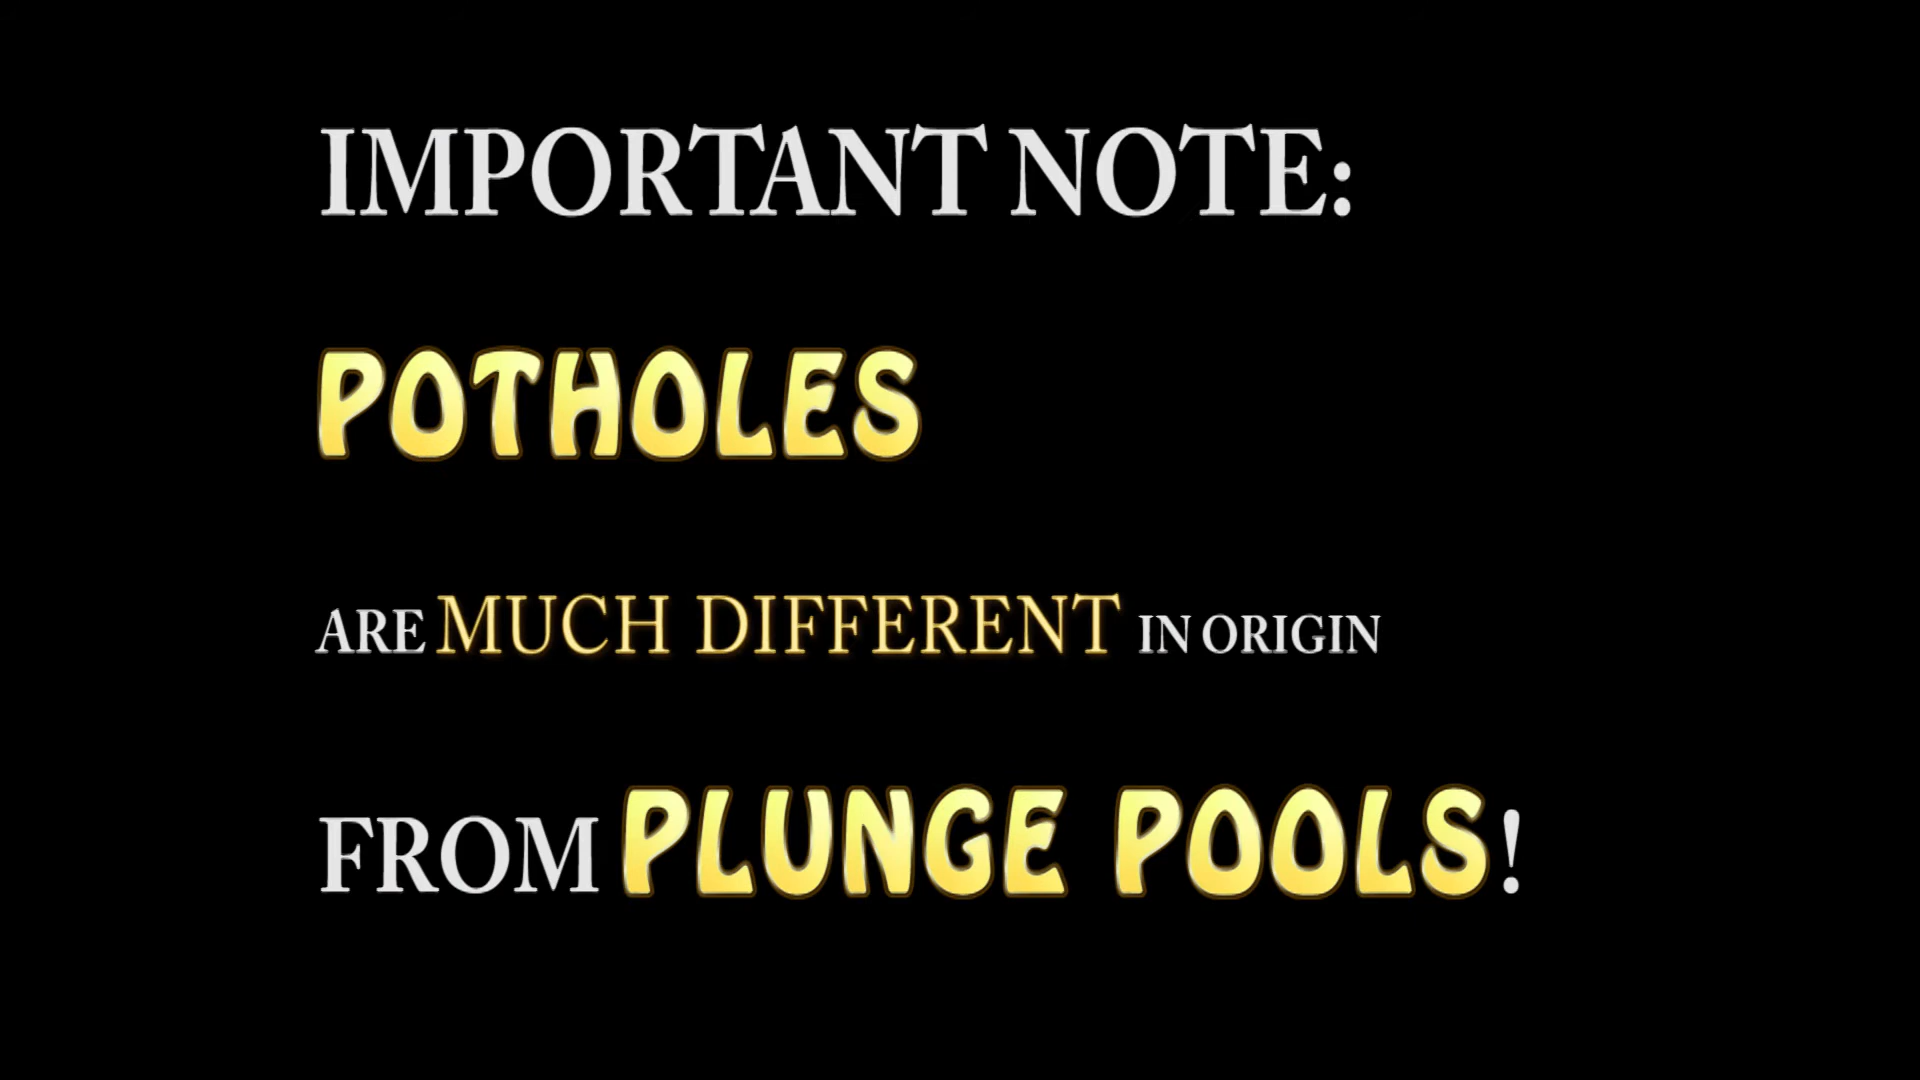 IMPORTANT NOTE:
POTHOLES
ARE MUCH DIFFERENT IN ORIGIN
FROM PLUNGE POOLS!